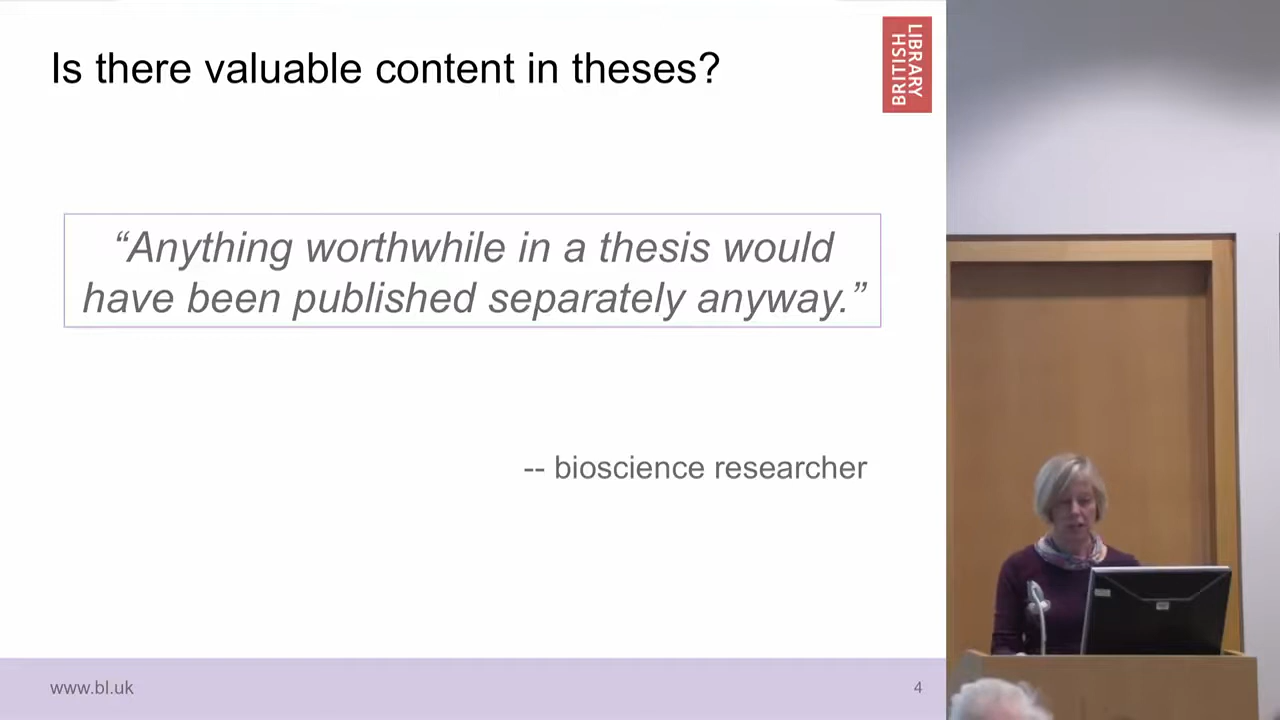 Is there valuable content in theses?
LIBRARY
BRITISH
“Anything worthwhile in a thesis would
have been published separately anyway.”
-- bioscience researcher
www.bl.uk
4